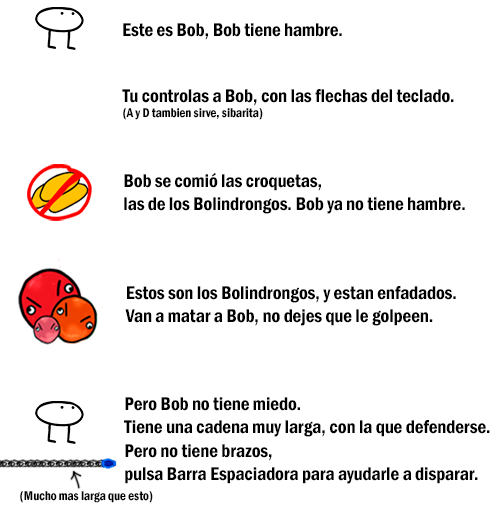 Este es Bob, Bob tiene hambre.
Tu controlas a Bob, con las flechas del teclado.
(A y D tambien sirve, sibarita)
Bob se comió las croquetas,
las de los Bolindrongos. Bob ya no tiene hambre.
Estos son los Bolindrongos, y estan enfadados.
Van a matar a Bob, no dejes que le golpeen.
Pero Bob no tiene miedo.
Tiene una cadena muy larga, con la que defenderse.
Pero no tiene brazos,
pulsa Barra Espaciadora para ayudarle a disparar.
(Mucho mas larga que esto)